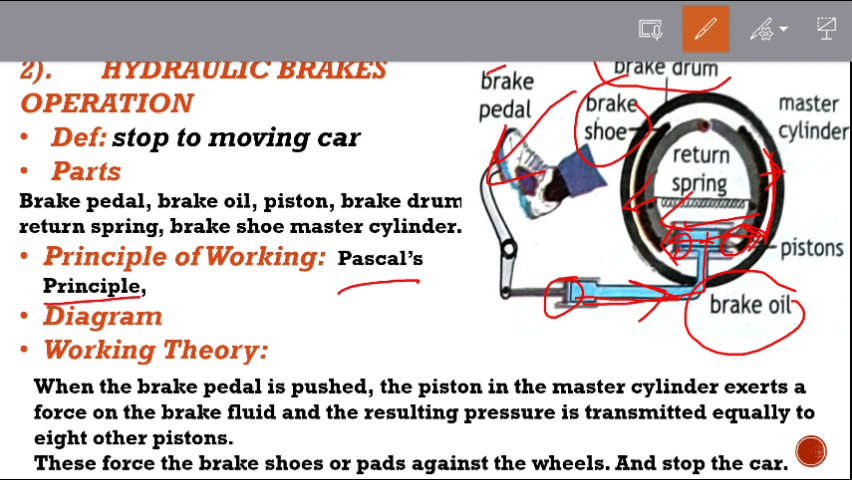 2). HYDRAULIC BRAKES
OPERATION
• Def: stop to moving car
• Parts
Brake pedal, brake oil, piston, brake drum
return spring, brake shoe master cylinder.
• Principle of Working: Pascal's
Principle,
• Diagram
• Working Theory:
When the brake pedal is pushed, the piston in the master cylinder exerts a
force on the brake fluid and the resulting pressure is transmitted equally to
eight other pistons.
These force the brake shoes or pads against the wheels. And stop the car.
brake
pedal
brake drum
brake
shoe
master
cylinder
return
spring
pistons
brake oil